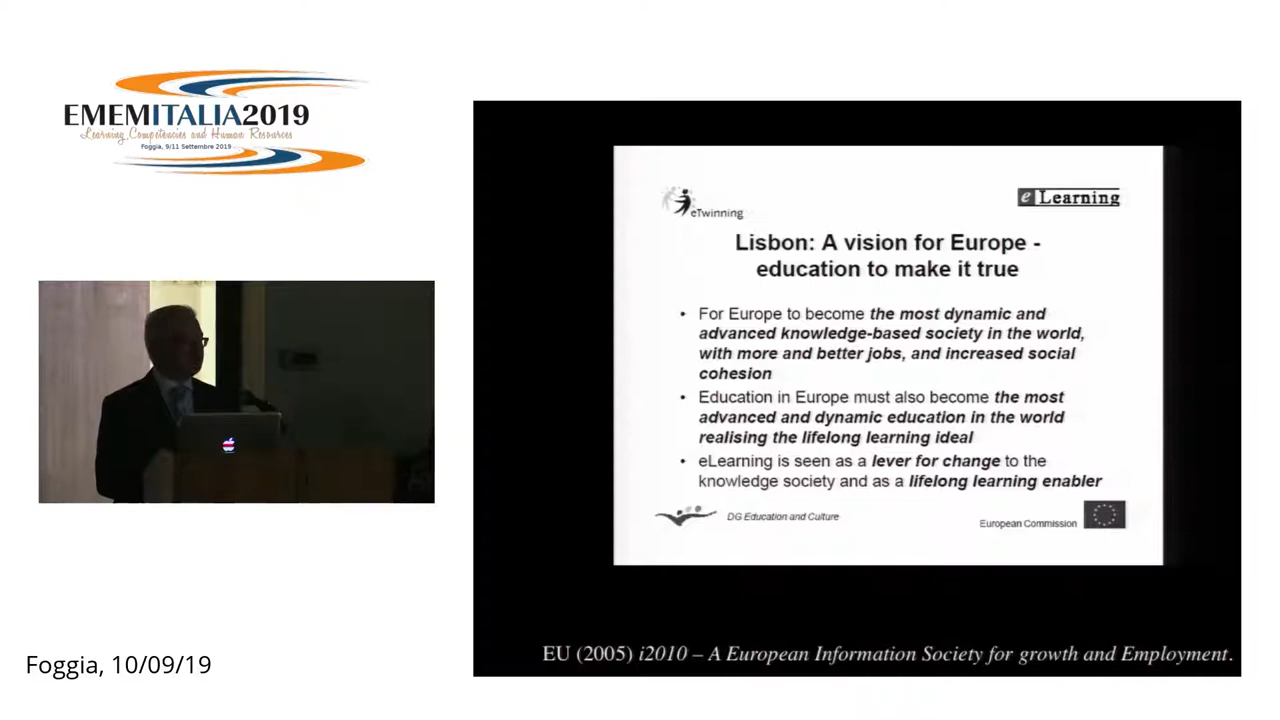 EMEMITALIA2019
Learning, Competencies and Human Resources
Foggia, 9/11 Settembre 2019
eTwinning
eLearning
Lisbon: A vision for Europe -
education to make it true
• For Europe to become the most dynamic and
advanced knowledge-based society in the world,
with more and better jobs, and increased social
cohesion
• Education in Europe must also become the most
advanced and dynamic education in the world
realising the lifelong learning ideal
• eLearning is seen as a lever for change to the
knowledge society and as a lifelong learning enabler
DG Education and Culture
European Commission
EU (2005) i2010 – A European Information Society for growth and Employment.
Foggia, 10/09/19